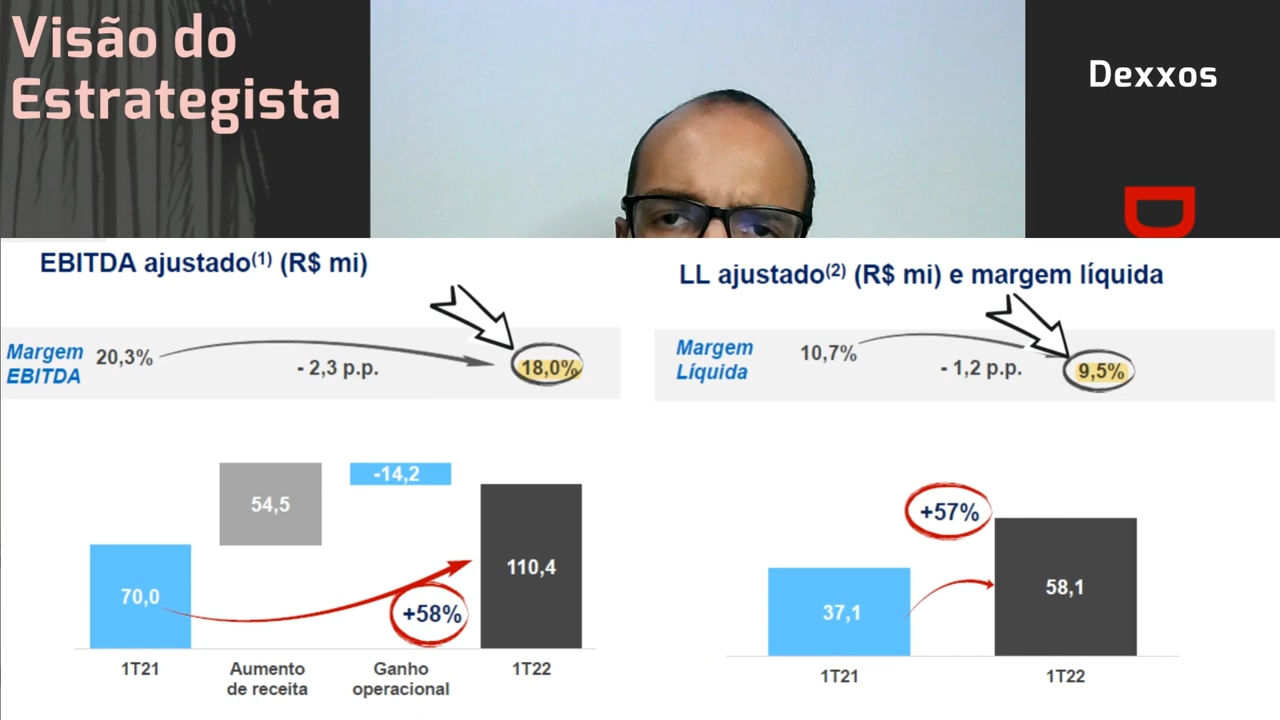 Visão do
Estrategista
Dexxos
D
EBITDA ajustado(1) (R$ mi)
Margem
EBITDA
20,3%
- 2,3 p.p.
18,0%
70,0
54,5
-14,2
110,4
+58%
1T21
Aumento
de receita
Ganho
operacional
1T22
LL ajustado(2) (R$ mi) e margem líquida
Margem
Líquida
10,7%
- 1,2 p.p.
9,5%
+57%
37,1
58,1
1T21
1T22